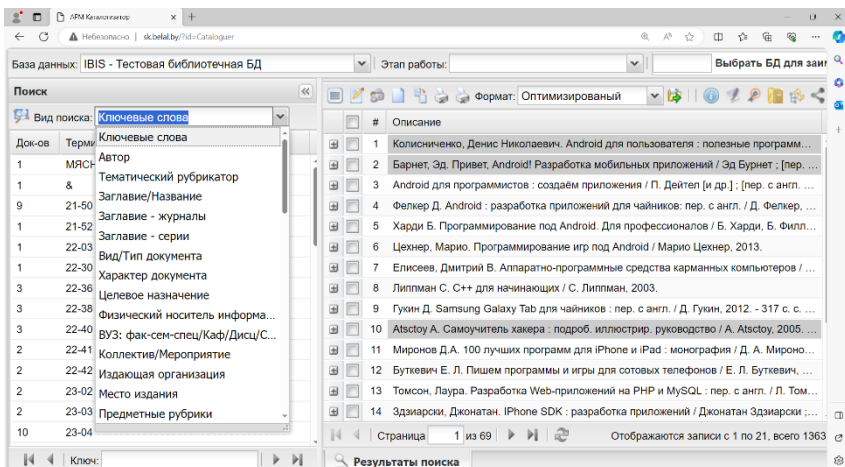 АРМ Каталогизатор
Небезопасно | sk.belal.by/?id=Cataloguer
База данных: IBIS - Тестовая библиотечная БД
Этап работы:
Выбрать БД для заим
Поиск
Вид поиска: Ключевые слова
Ключевые слова
Автор
Тематический рубрикатор
Заглавие/Название
Заглавие - журналы
Заглавие - серии
Вид/Тип документа
Характер документа
Целевое назначение
Физический носитель информа...
ВУЗ: фак-сем-спец/Каф/Дисц/С...
Коллектив/Мероприятие
Издающая организация
Место издания
Предметные рубрики
Док-ов Терми
1 МЯСН
1 &
9 21-50
1 21-52
1 22-03
1 22-30
3 22-36
3 22-38
3 22-40
2 22-41
2 22-42
2 23-02
2 23-03
10 23-04
Ключ:
Формат: Оптимизированый
# Описание
1 Колисниченко, Денис Николаевич. Android для пользователя : полезные программ...
2 Барнет, Эд. Привет, Android! Разработка мобильных приложений / Эд Бурнет ; [пер. ...
3 Android для программистов : создаём приложения / П. Дейтел [и др.] ; [пер. с англ. ...
4 Фелкер Д. Android : разработка приложений для чайников: пер. с англ. / Д. Фелкер, ...
5 Харди Б. Программирование под Android. Для профессионалов / Б. Харди, Б. Филл...
6 Цехнер, Марио. Программирование игр под Android / Марио Цехнер, 2013.
7 Елисеев, Дмитрий В. Аппаратно-программные средства карманных компьютеров / ...
8 Липпман С. C++ для начинающих / С. Липпман, 2003.
9 Гукин Д. Samsung Galaxy Tab для чайников : пер. с англ. / Д. Гукин, 2012. - 317 с. с. ...
10 Atsctoy A. Самоучитель хакера : подроб. иллюстрир. руководство / A. Atsctoy, 2005. ...
11 Миронов Д.А. 100 лучших программ для iPhone и iPad : монография / Д. А. Мироно...
12 Буткевич Е. Л. Пишем программы и игры для сотовых телефонов / Е. Л. Буткевич, ...
13 Томсон, Лаура. Разработка Web-приложений на PHP и MySQL : пер. с англ. / Л. Том...
14 Здзиарски, Джонатан. IPhone SDK : разработка приложений / Джонатан Здзиарски ;...
Страница 1 из 69
Отображаются записи с 1 по 21, всего 1363
Результаты поиска